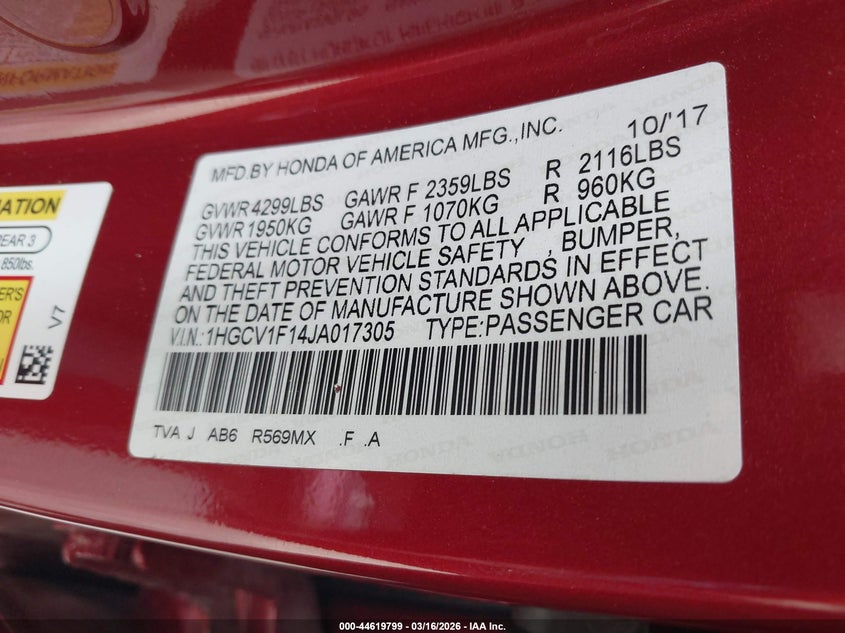 MFD.BY HONDA OF AMERICA MFG.,INC. 10/'17
GVWR 4299LBS GAWR F 2359LBS R 2116LBS
GVWR 1950KG GAWR F 1070KG R 960KG
THIS VEHICLE CONFORMS TO ALL APPLICABLE
FEDERAL MOTOR VEHICLE SAFETY , BUMPER,
AND THEFT PREVENTION STANDARDS IN EFFECT
ON THE DATE OF MANUFACTURE SHOWN ABOVE.
V.I.N.: 1HGCV1F14JA017305 TYPE:PASSENGER CAR
TVA J AB6 R569MX .F .A
EAR 3
850lbs.
V7
000-44619799 - 03/16/2026 - IAA Inc.